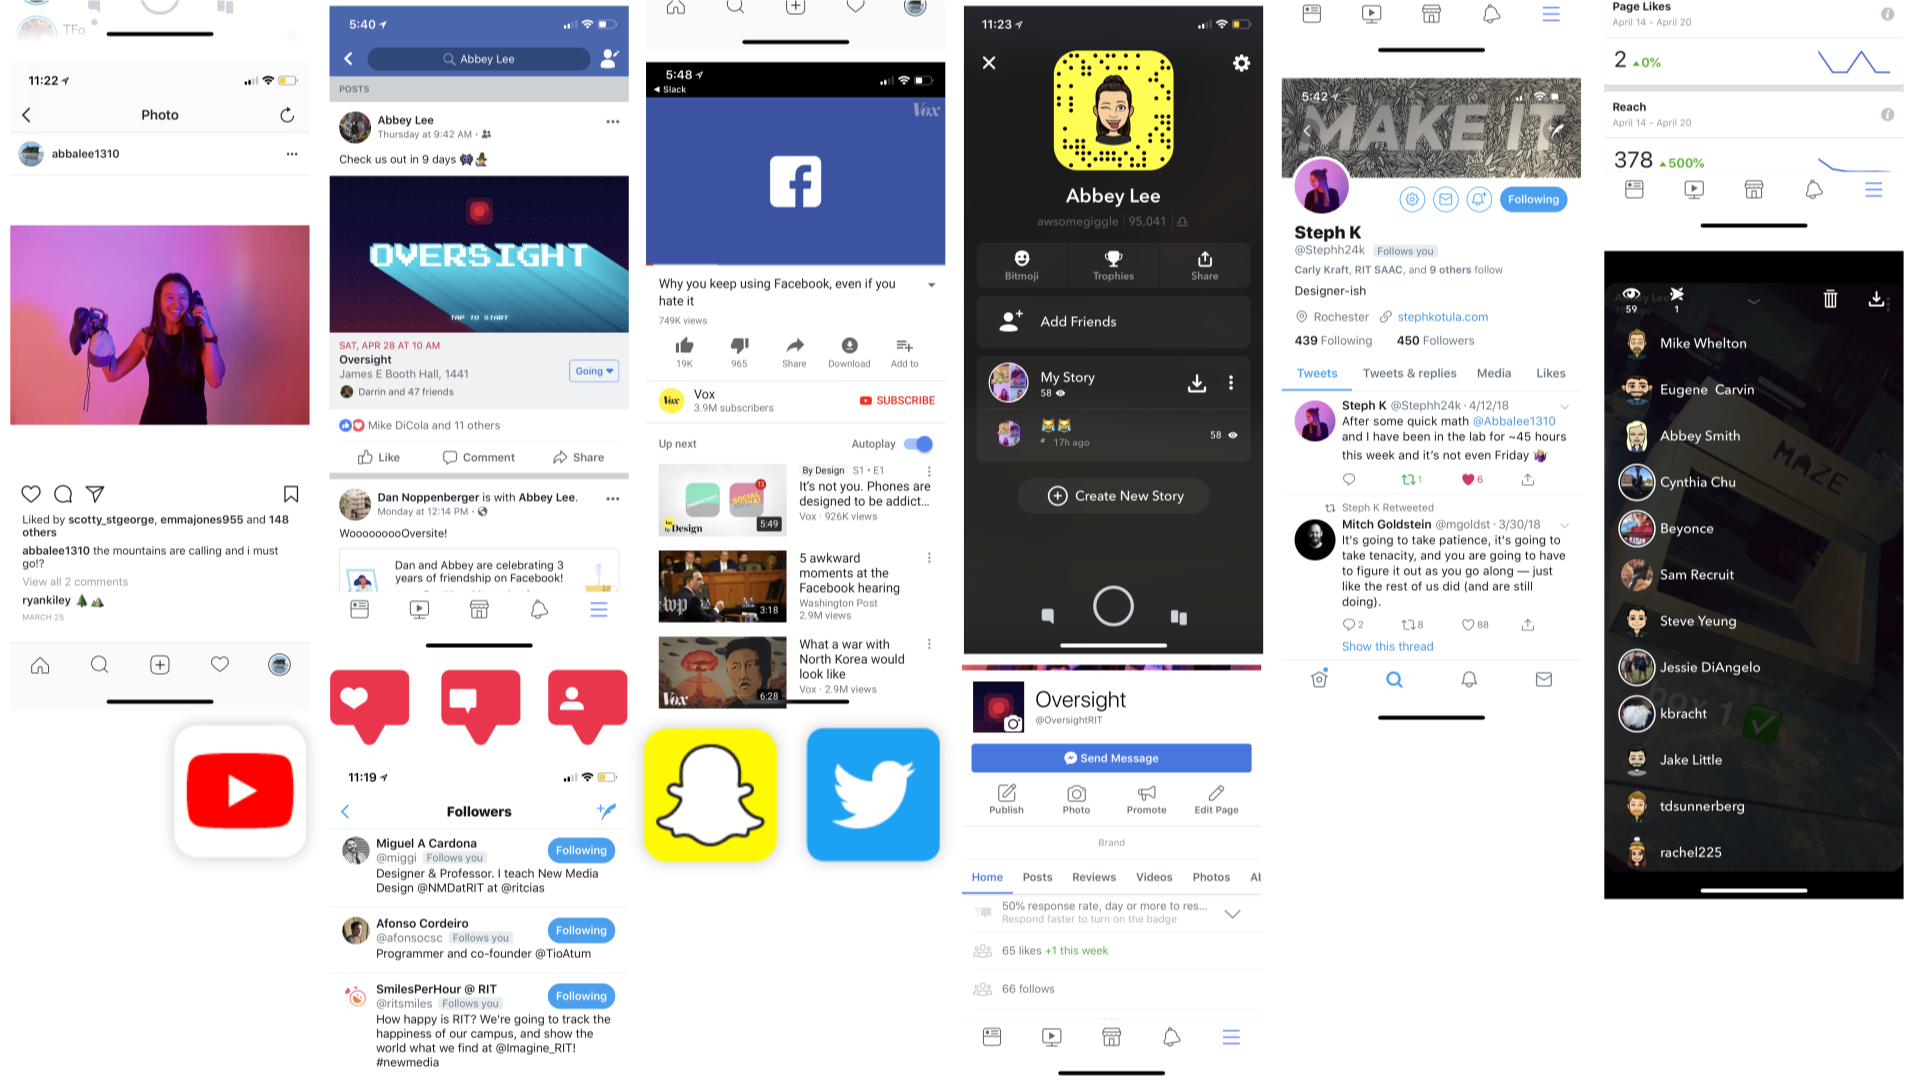 TFo
11:22
Photo
abbalee1310
Liked by scotty_stgeorge, emmajones955 and 148
others
abbalee1310 the mountains are calling and i must
go!?
View all 2 comments
ryankiley
MARCH 25
5:40
Abbey Lee
POSTS
Abbey Lee
Thursday at 9:42 AM
Check us out in 9 days
OVERSIGHT
TAP TO START
SAT, APR 28 AT 10 AM
Oversight
James E Booth Hall, 1441
Going
Darrin and 47 friends
Mike DiCola and 11 others
Like
Comment
Share
Dan Noppenberger is with Abbey Lee.
Monday at 12:14 PM
WoooooooOversite!
Dan and Abbey are celebrating 3
years of friendship on Facebook!
11:19
Followers
Miguel A Cardona
@miggi Follows you
Following
Designer & Professor. I teach New Media
Design @NMDatRIT at @ritcias
Afonso Cordeiro
@afonsocsc Follows you
Following
Programmer and co-founder @TioAtum
SmilesPerHour @ RIT
@ritsmiles Follows you
Following
How happy is RIT? We're going to track the
happiness of our campus, and show the
world what we find at @Imagine_RIT!
#newmedia
5:48
Slack
Vox
f
Why you keep using Facebook, even if you
hate it
749K views
19K
965
Share
Download
Add to
Vox
Vox
3.9M subscribers
SUBSCRIBE
Up next
Autoplay
13
by Design
5:49
By Design S1 • E1
It's not you. Phones are
designed to be addict...
Vox · 926K views
wp
3:18
5 awkward
moments at the
Facebook hearing
Washington Post
2.9M views
Vox
6:28
What a war with
North Korea would
look like
Vox · 2.9M views
11:23
Abbey Lee
awsomegiggle | 95,041
Bitmoji
Trophies
Share
Add Friends
My Story
58
17h ago
58
Create New Story
Oversight
@OversightRIT
Send Message
Publish
Photo
Promote
Edit Page
Brand
Home
Posts
Reviews
Videos
Photos
50% response rate, day or more to res...
Respond faster to turn on the badge
65 likes +1 this week
66 follows
5:42
MAKE IT
Following
Steph K
@Stephh24k Follows you
Carly Kraft, RIT SAAC, and 9 others follow
Designer-ish
Rochester stephkotula.com
439 Following 450 Followers
Tweets
Tweets & replies
Media
Likes
Steph K @Stephh24k · 4/12/18
After some quick math @Abbalee1310
and I have been in the lab for ~45 hours
this week and it's not even Friday
1
6
Steph K Retweeted
Mitch Goldstein @mgoldst · 3/30/18
It's going to take patience, it's going to
take tenacity, and you are going to have
to figure it out as you go along — just
like the rest of us did (and are still
doing).
2
8
88
Show this thread
Page Likes
April 14 - April 20
2 0%
Reach
April 14 - April 20
378 500%
59
1
Mike Whelton
Eugene Carvin
Abbey Smith
MAZE
Cynthia Chu
Beyonce
Sam Recruit
Steve Yeung
Jessie DiAngelo
kbracht
box 1
Jake Little
tdsunnerberg
rachel225